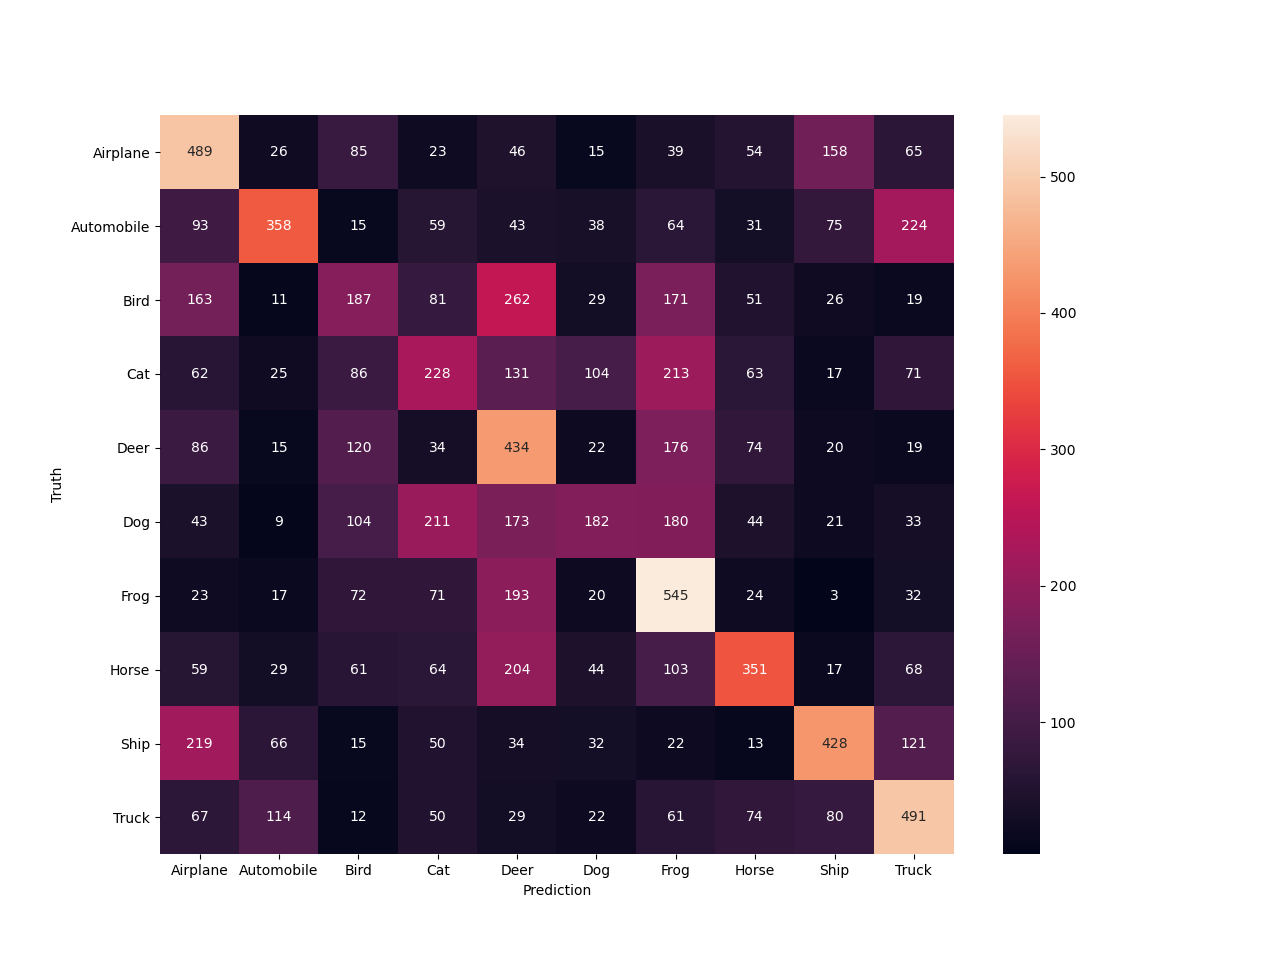 Airplane 489 26 85 23 46 15 39 54 158 65
500
Automobile 93 358 15 59 43 38 64 31 75 224
Bird 163 11 187 81 262 29 171 51 26 19
400
Cat 62 25 86 228 131 104 213 63 17 71
Deer 86 15 120 34 434 22 176 74 20 19
300
Truth
Dog 43 9 104 211 173 182 180 44 21 33
Frog 23 17 72 71 193 20 545 24 3 32
200
Horse 59 29 61 64 204 44 103 351 17 68
Ship 219 66 15 50 34 32 22 13 428 121
100
Truck 67 114 12 50 29 22 61 74 80 491
Airplane Automobile Bird Cat Deer Dog Frog Horse Ship Truck
Prediction